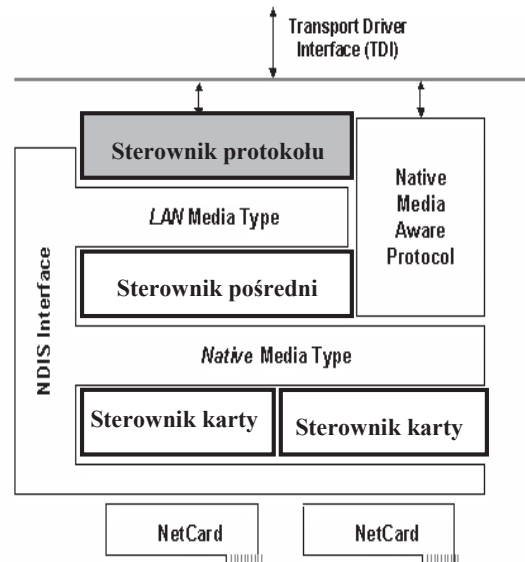 Transport Driver
Interface (TDI)
Sterownik protokołu
Native
Media
Aware
Protocol
LAN Media Type
Sterownik pośredni
NDIS Interface
Native Media Type
Sterownik karty
Sterownik karty
NetCard
NetCard